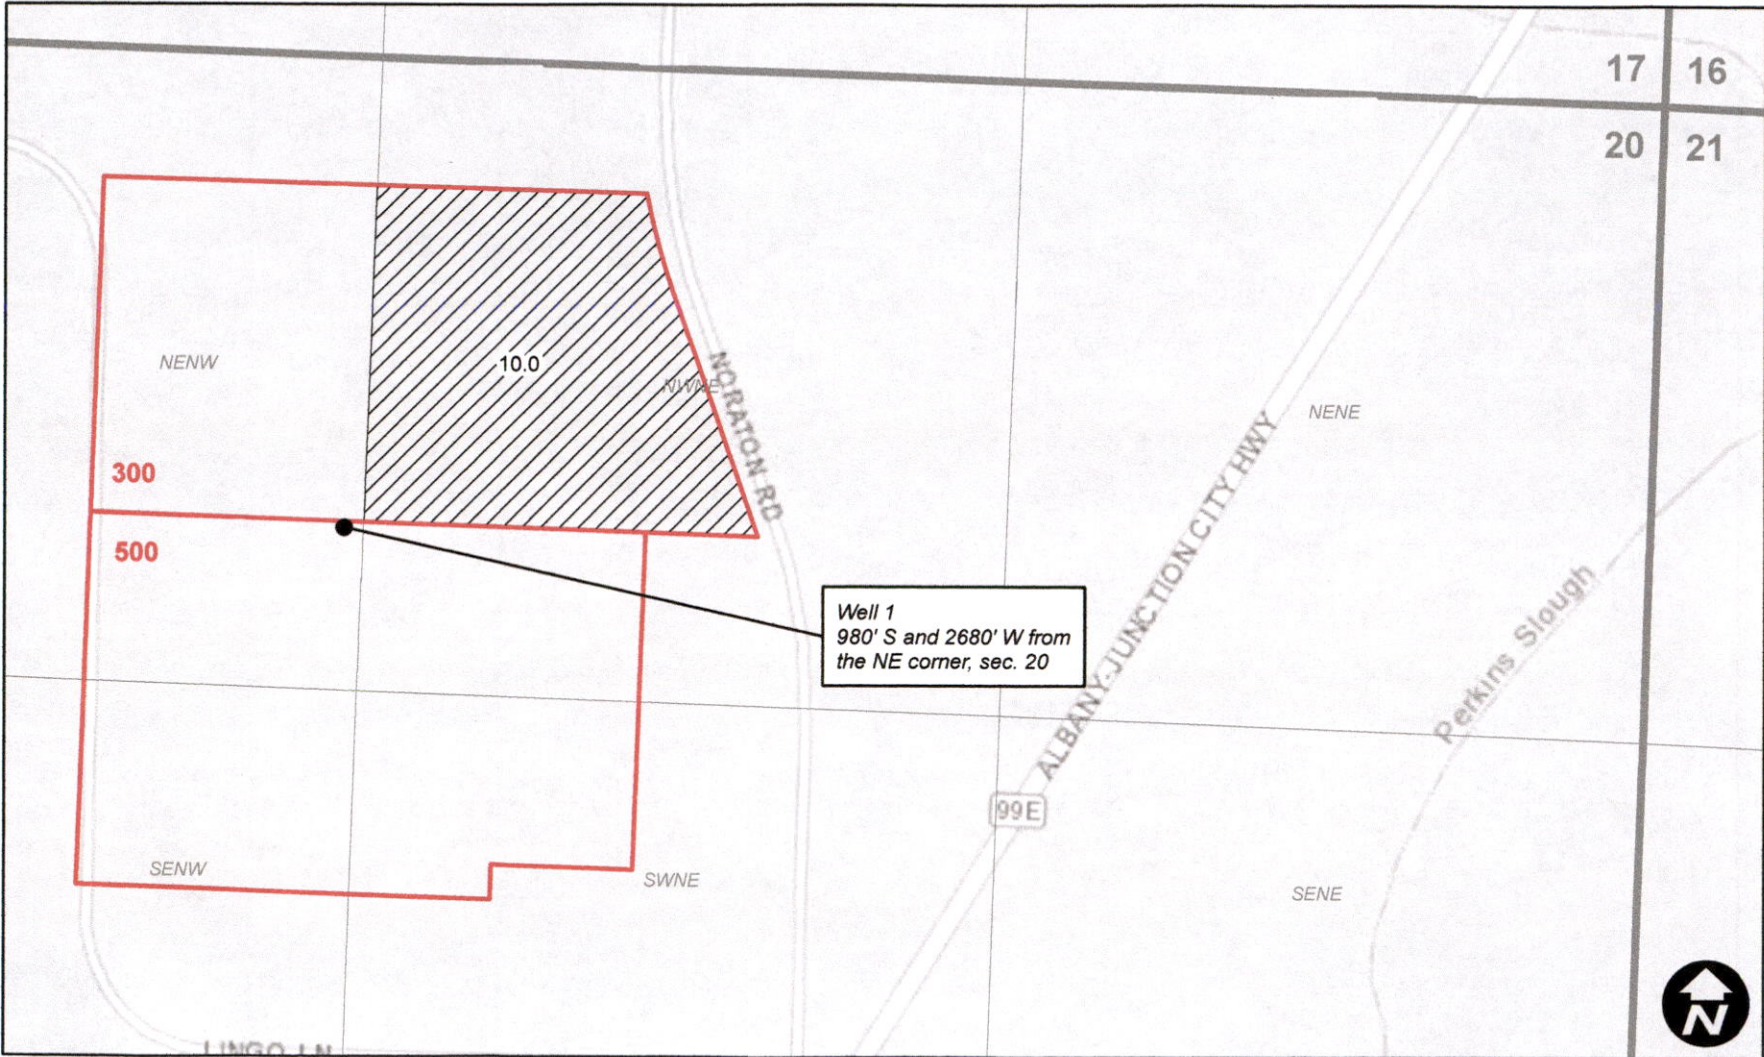 17
16
20
21
NENW
10.0
NWNE
NORATON RD
NENE
300
500
ALBANY-JUNCTION CITY HWY
Well 1
980' S and 2680' W from
the NE corner, sec. 20
Perkins Slough
99E
SENW
SWNE
SENE
N
LINGO LN